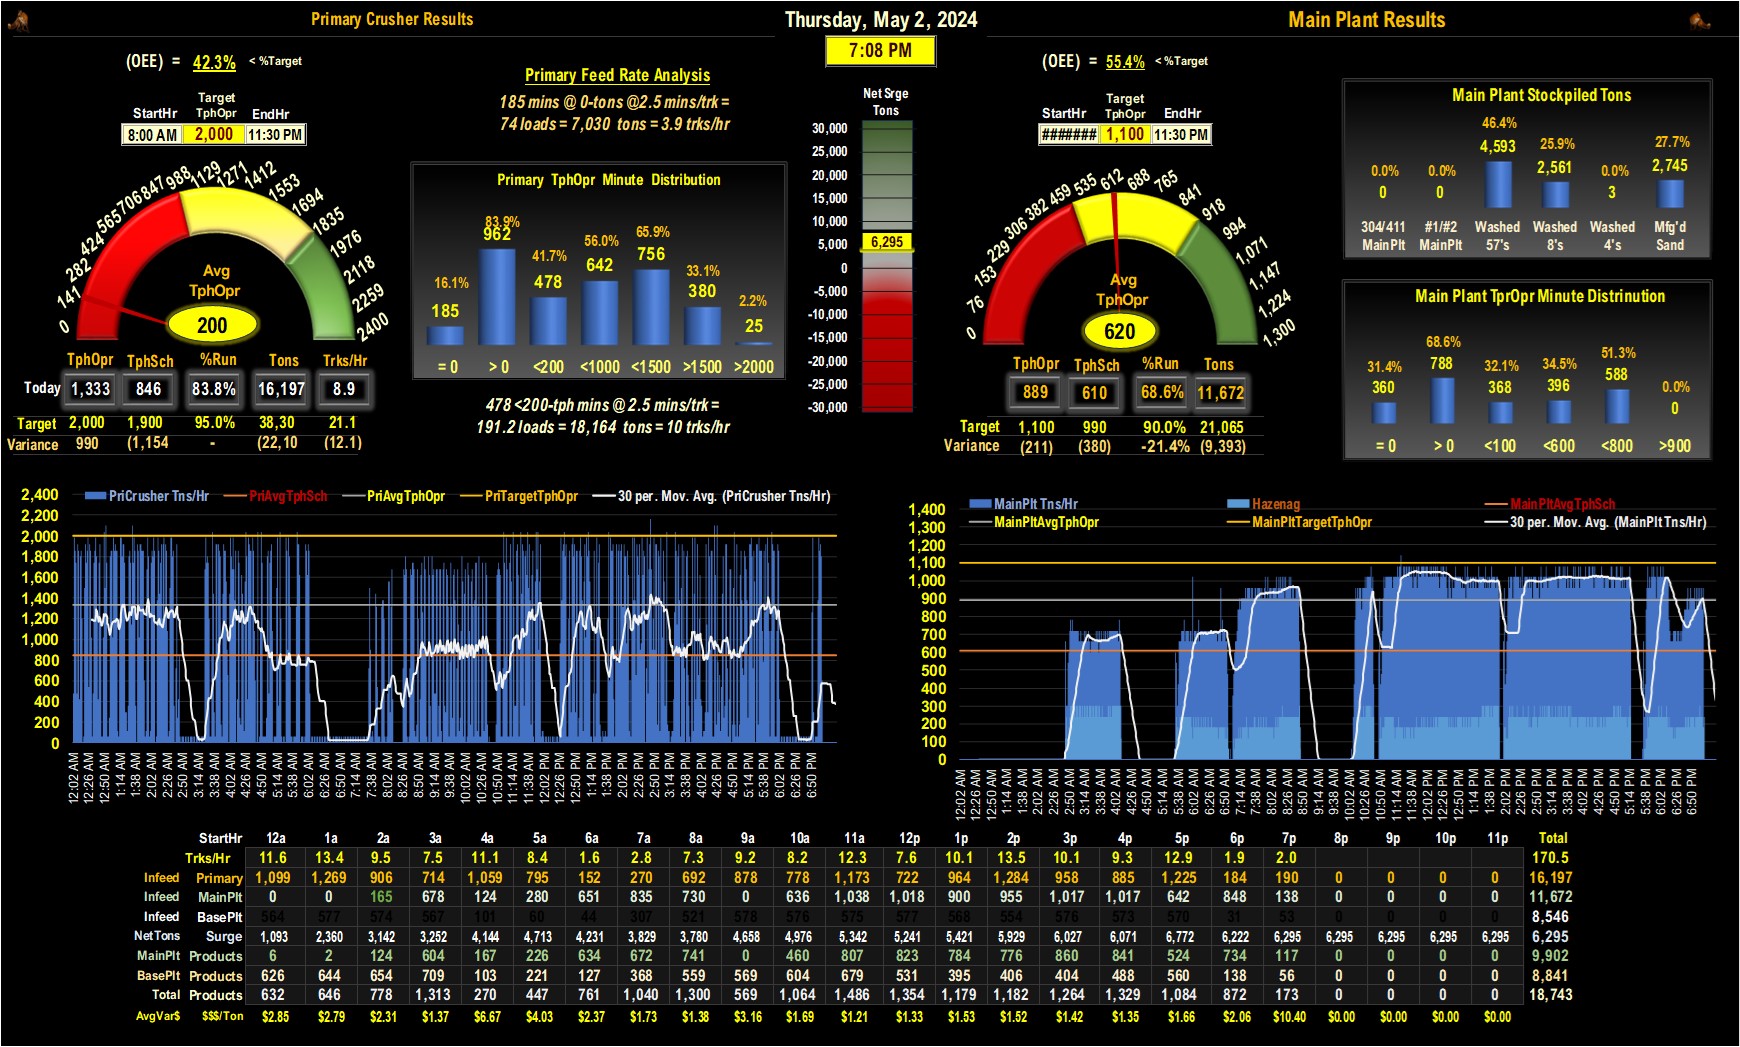 Primary Crusher Results
Thursday, May 2, 2024
Main Plant Results
7:08 PM
(OEE) = 42.3% < %Target
StartHr Target TphOpr EndHr
8:00 AM 2,000 11:30 PM
Primary Feed Rate Analysis
185 mins @ 0-tons @2.5 mins/trk =
74 loads = 7,030 tons = 3.9 trks/hr
0 141 282 424 565 706 847 988 1129 1271 1412 1553 1694 1835 1976 2118 2259 2400
Avg
TphOpr
200
TphOpr TphSch %Run Tons Trks/Hr
Today 1,333 846 83.8% 16,197 8.9
Target 2,000 1,900 95.0% 38,30 21.1
Variance 990 (1,154 - (22,10 (12.1)
Primary TphOpr Minute Distribution
16.1% 83.9% 41.7% 56.0% 65.9% 33.1% 2.2%
185 962 478 642 756 380 25
= 0 > 0 <200 <1000 <1500 >1500 >2000
478 <200-tph mins @ 2.5 mins/trk =
191.2 loads = 18,164 tons = 10 trks/hr
Net Srge
Tons
30,000
25,000
20,000
15,000
10,000
5,000
0
-5,000
-10,000
-15,000
-20,000
-25,000
-30,000
6,295
(OEE) = 55.4% < %Target
StartHr Target TphOpr EndHr
####### 1,100 11:30 PM
0 76 153 229 306 382 459 535 612 688 765 841 918 994 1,071 1,147 1,224 1,300
Avg
TphOpr
620
TphOpr TphSch %Run Tons
889 610 68.6% 11,672
Target 1,100 990 90.0% 21,065
Variance (211) (380) -21.4% (9,393)
Main Plant Stockpiled Tons
0.0% 0.0% 46.4% 25.9% 0.0% 27.7%
0 0 4,593 2,561 3 2,745
304/411 #1/#2 Washed Washed Washed Mfg'd
MainPlt MainPlt 57's 8's 4's Sand
Main Plant TprOpr Minute Distrinution
31.4% 68.6% 32.1% 34.5% 51.3% 0.0%
360 788 368 396 588 0
= 0 > 0 <100 <600 <800 >900
PriCrusher Tns/Hr PriAvgTphSch PriAvgTphOpr PriTargetTphOpr 30 per. Mov. Avg. (PriCrusher Tns/Hr)
2,400
2,200
2,000
1,800
1,600
1,400
1,200
1,000
800
600
400
200
0
12:02 AM 12:26 AM 12:50 AM 1:14 AM 1:38 AM 2:02 AM 2:26 AM 2:50 AM 3:14 AM 3:38 AM 4:02 AM 4:26 AM 4:50 AM 5:14 AM 5:38 AM 6:02 AM 6:26 AM 6:50 AM 7:14 AM 7:38 AM 8:02 AM 8:26 AM 8:50 AM 9:14 AM 9:38 AM 10:02 AM 10:26 AM 10:50 AM 11:14 AM 11:38 AM 12:02 PM 12:26 PM 12:50 PM 1:14 PM 1:38 PM 2:02 PM 2:26 PM 2:50 PM 3:14 PM 3:38 PM 4:02 PM 4:26 PM 4:50 PM 5:14 PM 5:38 PM 6:02 PM 6:26 PM 6:50 PM
MainPlt Tns/Hr Hazenag MainPltAvgTphSch
MainPltAvgTphOpr MainPltTargetTphOpr 30 per. Mov. Avg. (MainPlt Tns/Hr)
1,400
1,300
1,200
1,100
1,000
900
800
700
600
500
400
300
200
100
0
12:02 AM 12:26 AM 12:50 AM 1:14 AM 1:38 AM 2:02 AM 2:26 AM 2:50 AM 3:14 AM 3:38 AM 4:02 AM 4:26 AM 4:50 AM 5:14 AM 5:38 AM 6:02 AM 6:26 AM 6:50 AM 7:14 AM 7:38 AM 8:02 AM 8:26 AM 8:50 AM 9:14 AM 9:38 AM 10:02 AM 10:26 AM 10:50 AM 11:14 AM 11:38 AM 12:02 PM 12:26 PM 12:50 PM 1:14 PM 1:38 PM 2:02 PM 2:26 PM 2:50 PM 3:14 PM 3:38 PM 4:02 PM 4:26 PM 4:50 PM 5:14 PM 5:38 PM 6:02 PM 6:26 PM 6:50 PM
StartHr 12a 1a 2a 3a 4a 5a 6a 7a 8a 9a 10a 11a 12p 1p 2p 3p 4p 5p 6p 7p 8p 9p 10p 11p Total
Trks/Hr 11.6 13.4 9.5 7.5 11.1 8.4 1.6 2.8 7.3 9.2 8.2 12.3 7.6 10.1 13.5 10.1 9.3 12.9 1.9 2.0 170.5
Infeed Primary 1,099 1,269 906 714 1,059 795 152 270 692 878 778 1,173 722 964 1,284 958 885 1,225 184 190 0 0 0 0 16,197
Infeed MainPlt 0 0 165 678 124 280 651 835 730 0 636 1,038 1,018 900 955 1,017 1,017 642 848 138 0 0 0 0 11,672
Infeed BasePlt 564 577 574 567 101 60 44 307 521 578 576 575 577 568 554 576 573 570 31 53 0 0 0 0 8,546
NetTons Surge 1,093 2,360 3,142 3,252 4,144 4,713 4,231 3,829 3,780 4,658 4,976 5,342 5,241 5,421 5,929 6,027 6,071 6,772 6,222 6,295 6,295 6,295 6,295 6,295 6,295
MainPlt Products 6 2 124 604 167 226 634 672 741 0 460 807 823 784 776 860 841 524 734 117 0 0 0 0 9,902
BasePlt Products 626 644 654 709 103 221 127 368 559 569 604 679 531 395 406 404 488 560 138 56 0 0 0 0 8,841
Total Products 632 646 778 1,313 270 447 761 1,040 1,300 569 1,064 1,486 1,354 1,179 1,182 1,264 1,329 1,084 872 173 0 0 0 0 18,743
AvgVar$ $$$/Ton $2.85 $2.79 $2.31 $1.37 $6.67 $4.03 $2.37 $1.73 $1.38 $3.16 $1.69 $1.21 $1.33 $1.53 $1.52 $1.42 $1.35 $1.66 $2.06 $10.40 $0.00 $0.00 $0.00 $0.00